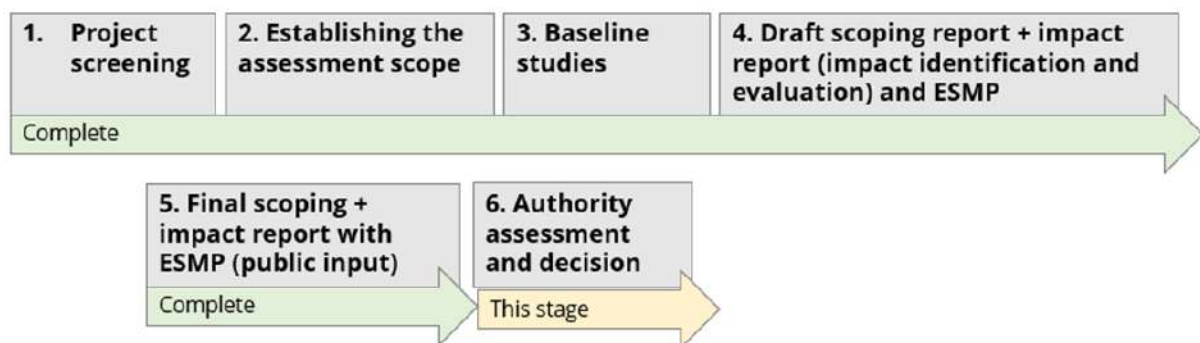 1. Project
screening
2. Establishing the
assessment scope
3. Baseline
studies
4. Draft scoping report + impact
report (impact identification and
evaluation) and ESMP
Complete
5. Final scoping +
impact report with
ESMP (public input)
6. Authority
assessment
and decision
Complete
This stage